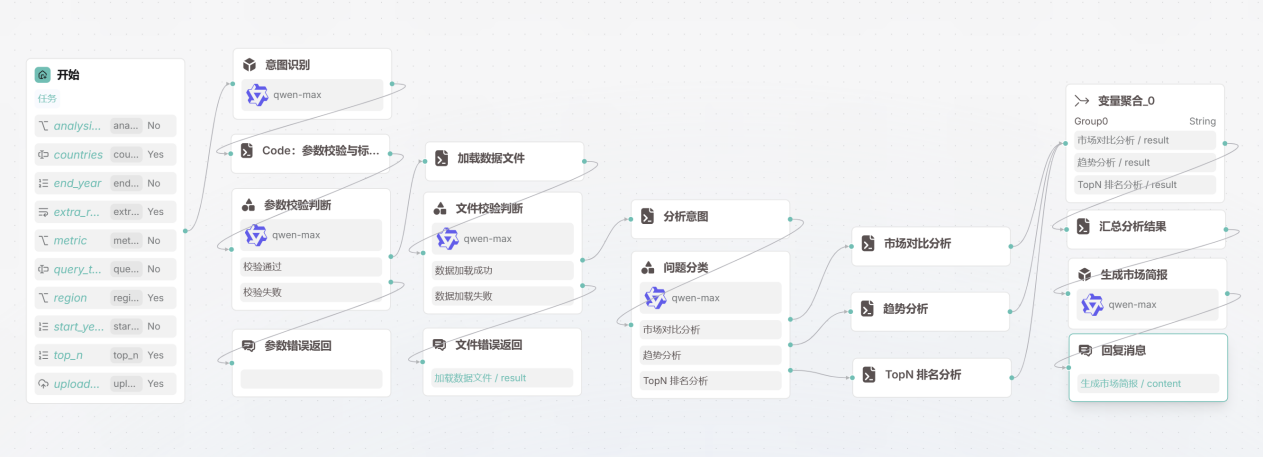 开始
任务
analysi... ana... No
countries cou... Yes
end_year end... No
extra_r... extr... Yes
metric met... No
query_t... que... No
region regi... Yes
start_ye... star... No
top_n top_n Yes
upload... upl... Yes
意图识别
qwen-max
Code：参数校验与标...
参数校验判断
qwen-max
校验通过
校验失败
参数错误返回
加载数据文件
文件校验判断
qwen-max
数据加载成功
数据加载失败
文件错误返回
加载数据文件 / result
分析意图
问题分类
qwen-max
市场对比分析
趋势分析
TopN 排名分析
市场对比分析
趋势分析
TopN 排名分析
变量聚合_0
Group0 String
市场对比分析 / result
趋势分析 / result
TopN 排名分析 / result
汇总分析结果
生成市场简报
qwen-max
回复消息
生成市场简报 / content